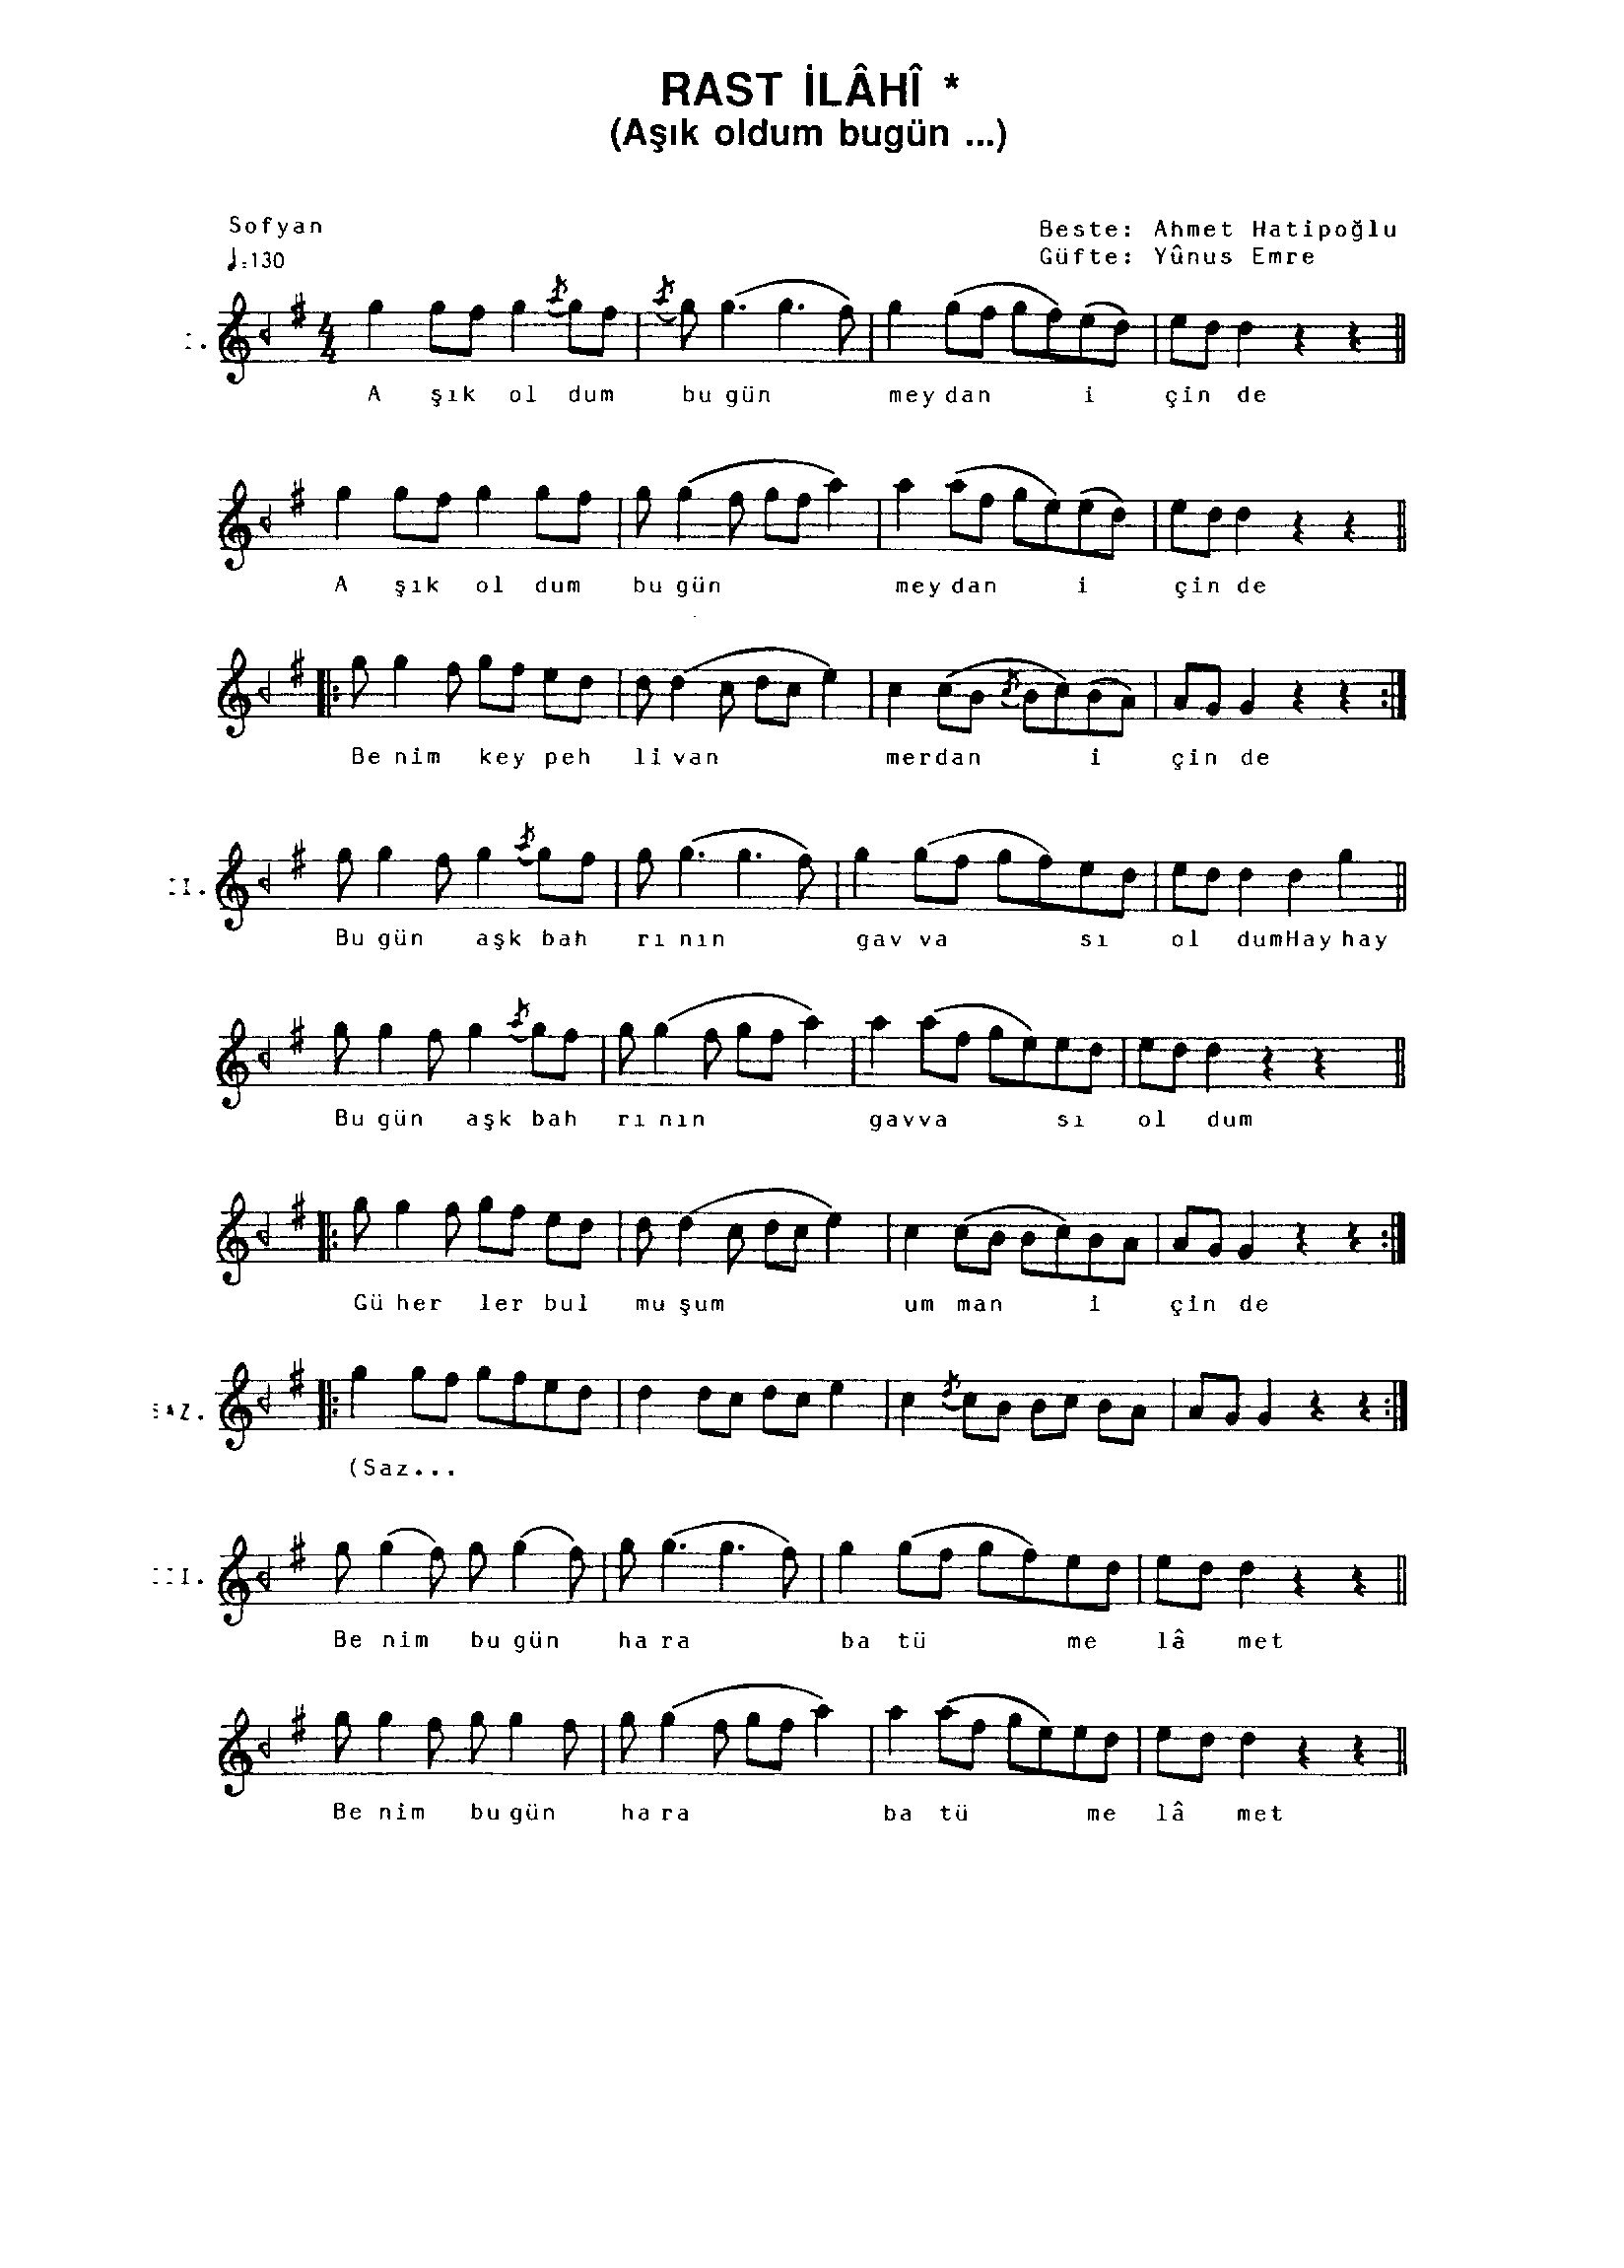 RAST İLÂHÎ *
(Aşık oldum bugün ...)
Sofyan
♩=130
Beste: Ahmet Hatipoğlu
Güfte: Yûnus Emre
I.
4/4
A şık ol dum bu gün mey dan i çin de
A şık ol dum bu gün mey dan i çin de
Be nim key peh li van merdan i çin de
II.
Bu gün aşk bah rı nın gav va sı ol dum Hay hay
Bu gün aşk bah rı nın gavva sı ol dum
Gü her ler bul mu şum um man i çin de
SAZ.
(Saz...
III.
Be nim bu gün ha ra ba tü me lâ met
Be nim bu gün ha ra ba tü me lâ met